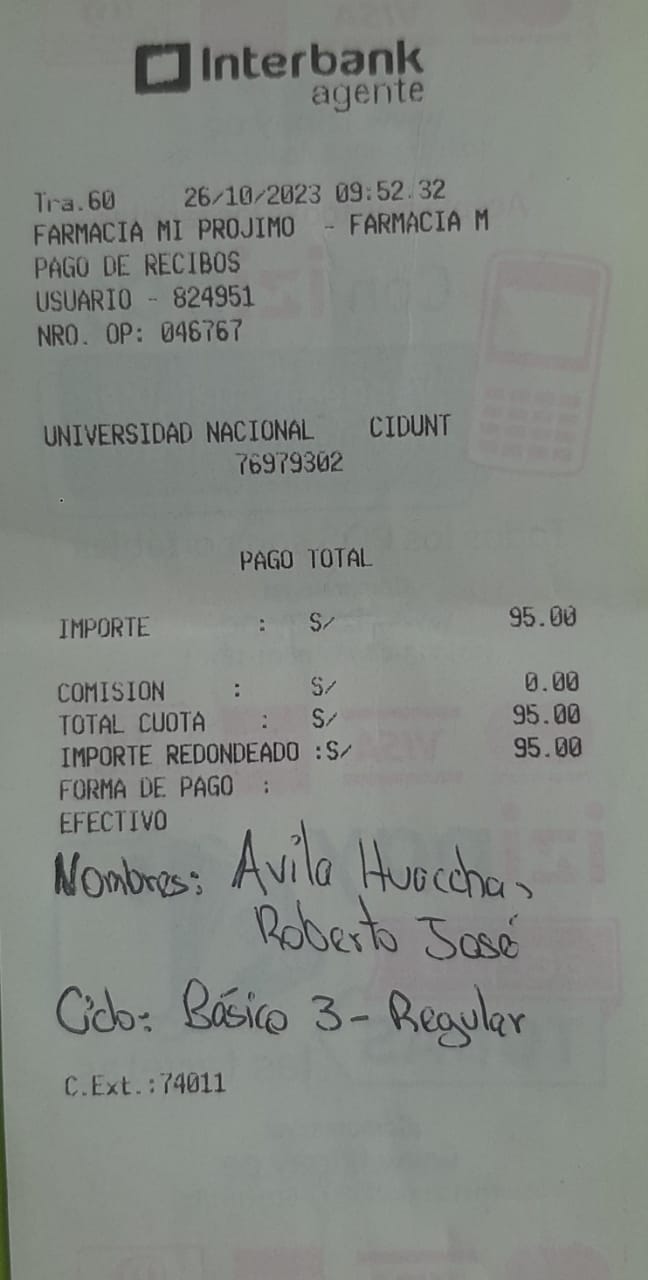 Interbank
agente
Tra.60 26/10/2023 09:52.32
FARMACIA MI PROJIMO - FARMACIA M
PAGO DE RECIBOS
USUARIO - 824951
NRO. OP: 046767
UNIVERSIDAD NACIONAL CIDUNT
76979302
PAGO TOTAL
IMPORTE : S/ 95.00
COMISION : S/ 0.00
TOTAL CUOTA : S/ 95.00
IMPORTE REDONDEADO :S/ 95.00
FORMA DE PAGO :
EFECTIVO
Nombres: Avila Huaccha,
Roberto José
Ciclo: Básico 3 - Regular
C.Ext.:74011